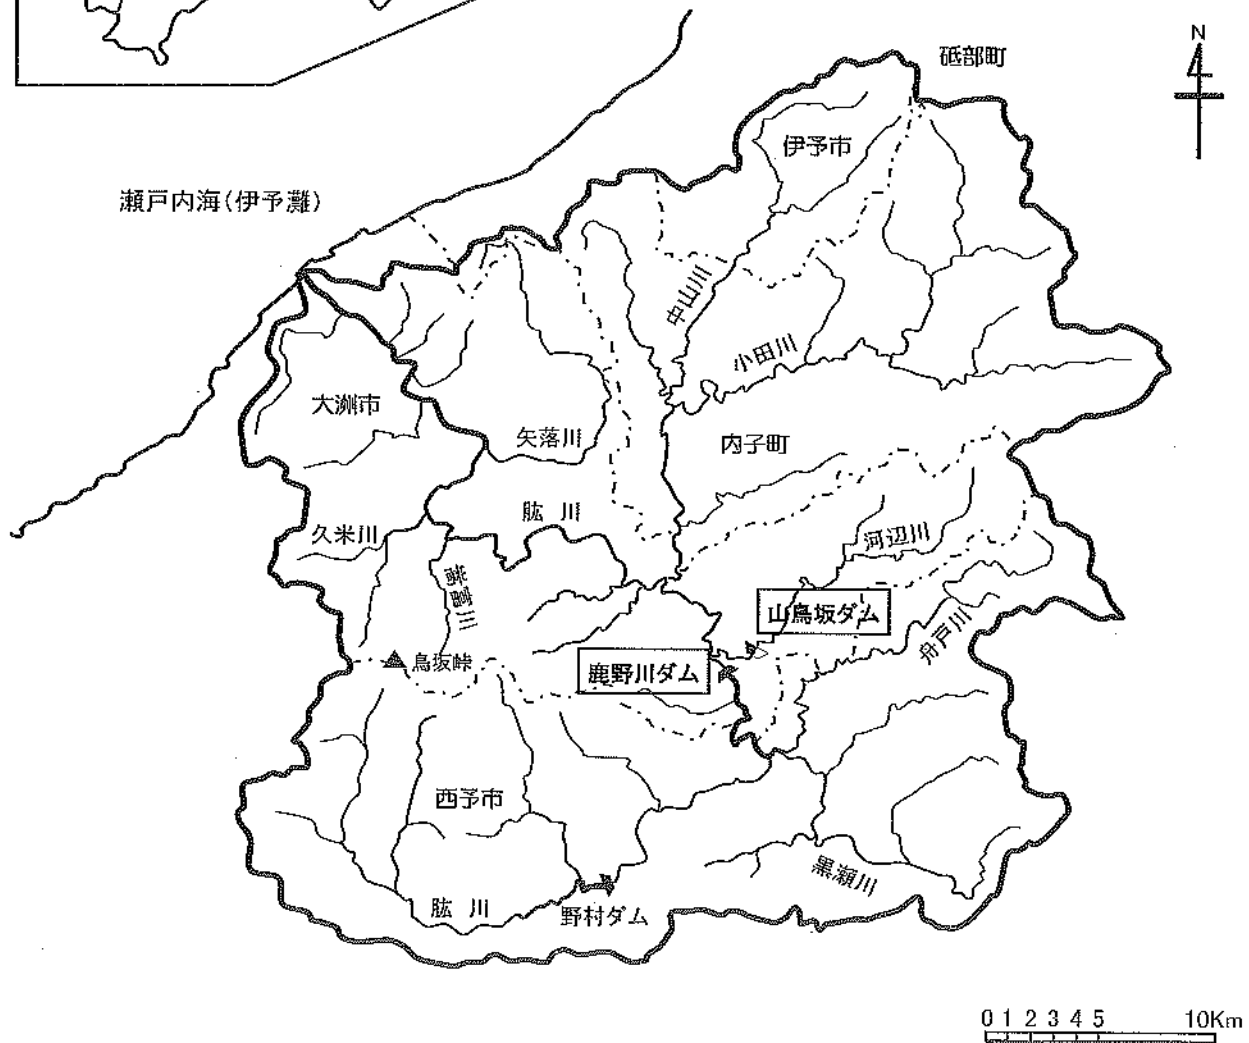 N
砥部町
伊予市
瀬戸内海(伊予灘)
中山川
小田川
大洲市
矢落川
内子町
肱 川
久米川
河辺川
嵩富川
山鳥坂ダム
舟戸川
鳥坂峠
鹿野川ダム
西予市
黒瀬川
肱 川
野村ダム
0 1 2 3 4 5 10Km